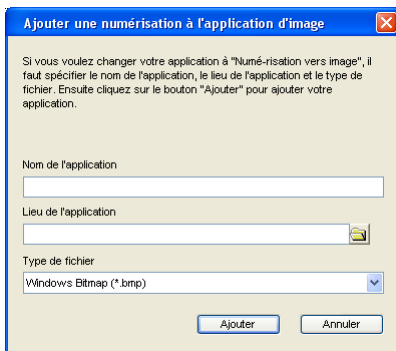 Ajouter une numérisation à l'application d'image
Si vous voulez changer votre application à "Numé-risation vers image", il
faut spécifier le nom de l'application, le lieu de l'application et le type de
fichier. Ensuite cliquez sur le bouton "Ajouter" pour ajouter votre
application.
Nom de l'application
Lieu de l'application
Type de fichier
Windows Bitmap (*.bmp)
Ajouter Annuler